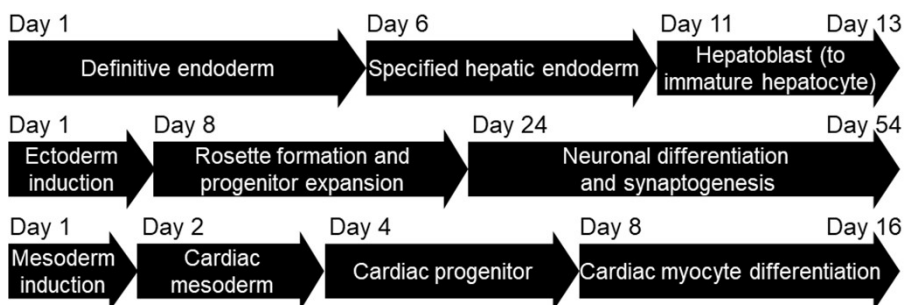 Day 1 Day 6 Day 11 Day 13
Definitive endoderm Specified hepatic endoderm Hepatoblast (to
immature hepatocyte)
Day 1 Day 8 Day 24 Day 54
Ectoderm Rosette formation and Neuronal differentiation
induction progenitor expansion and synaptogenesis
Day 1 Day 2 Day 4 Day 8 Day 16
Mesoderm Cardiac
induction mesoderm Cardiac progenitor Cardiac myocyte differentiation